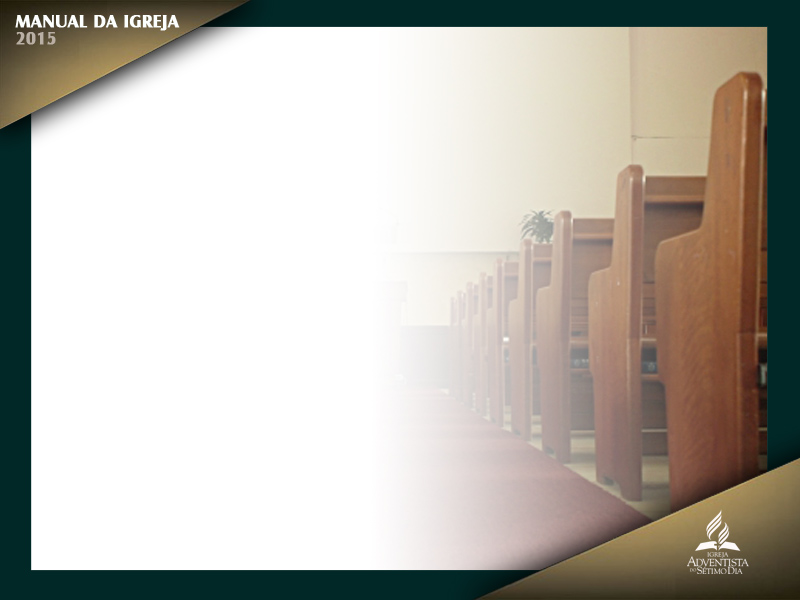 MANUAL DA IGREJA
2015
IGREJA
ADVENTISTA
DO SÉTIMO DIA